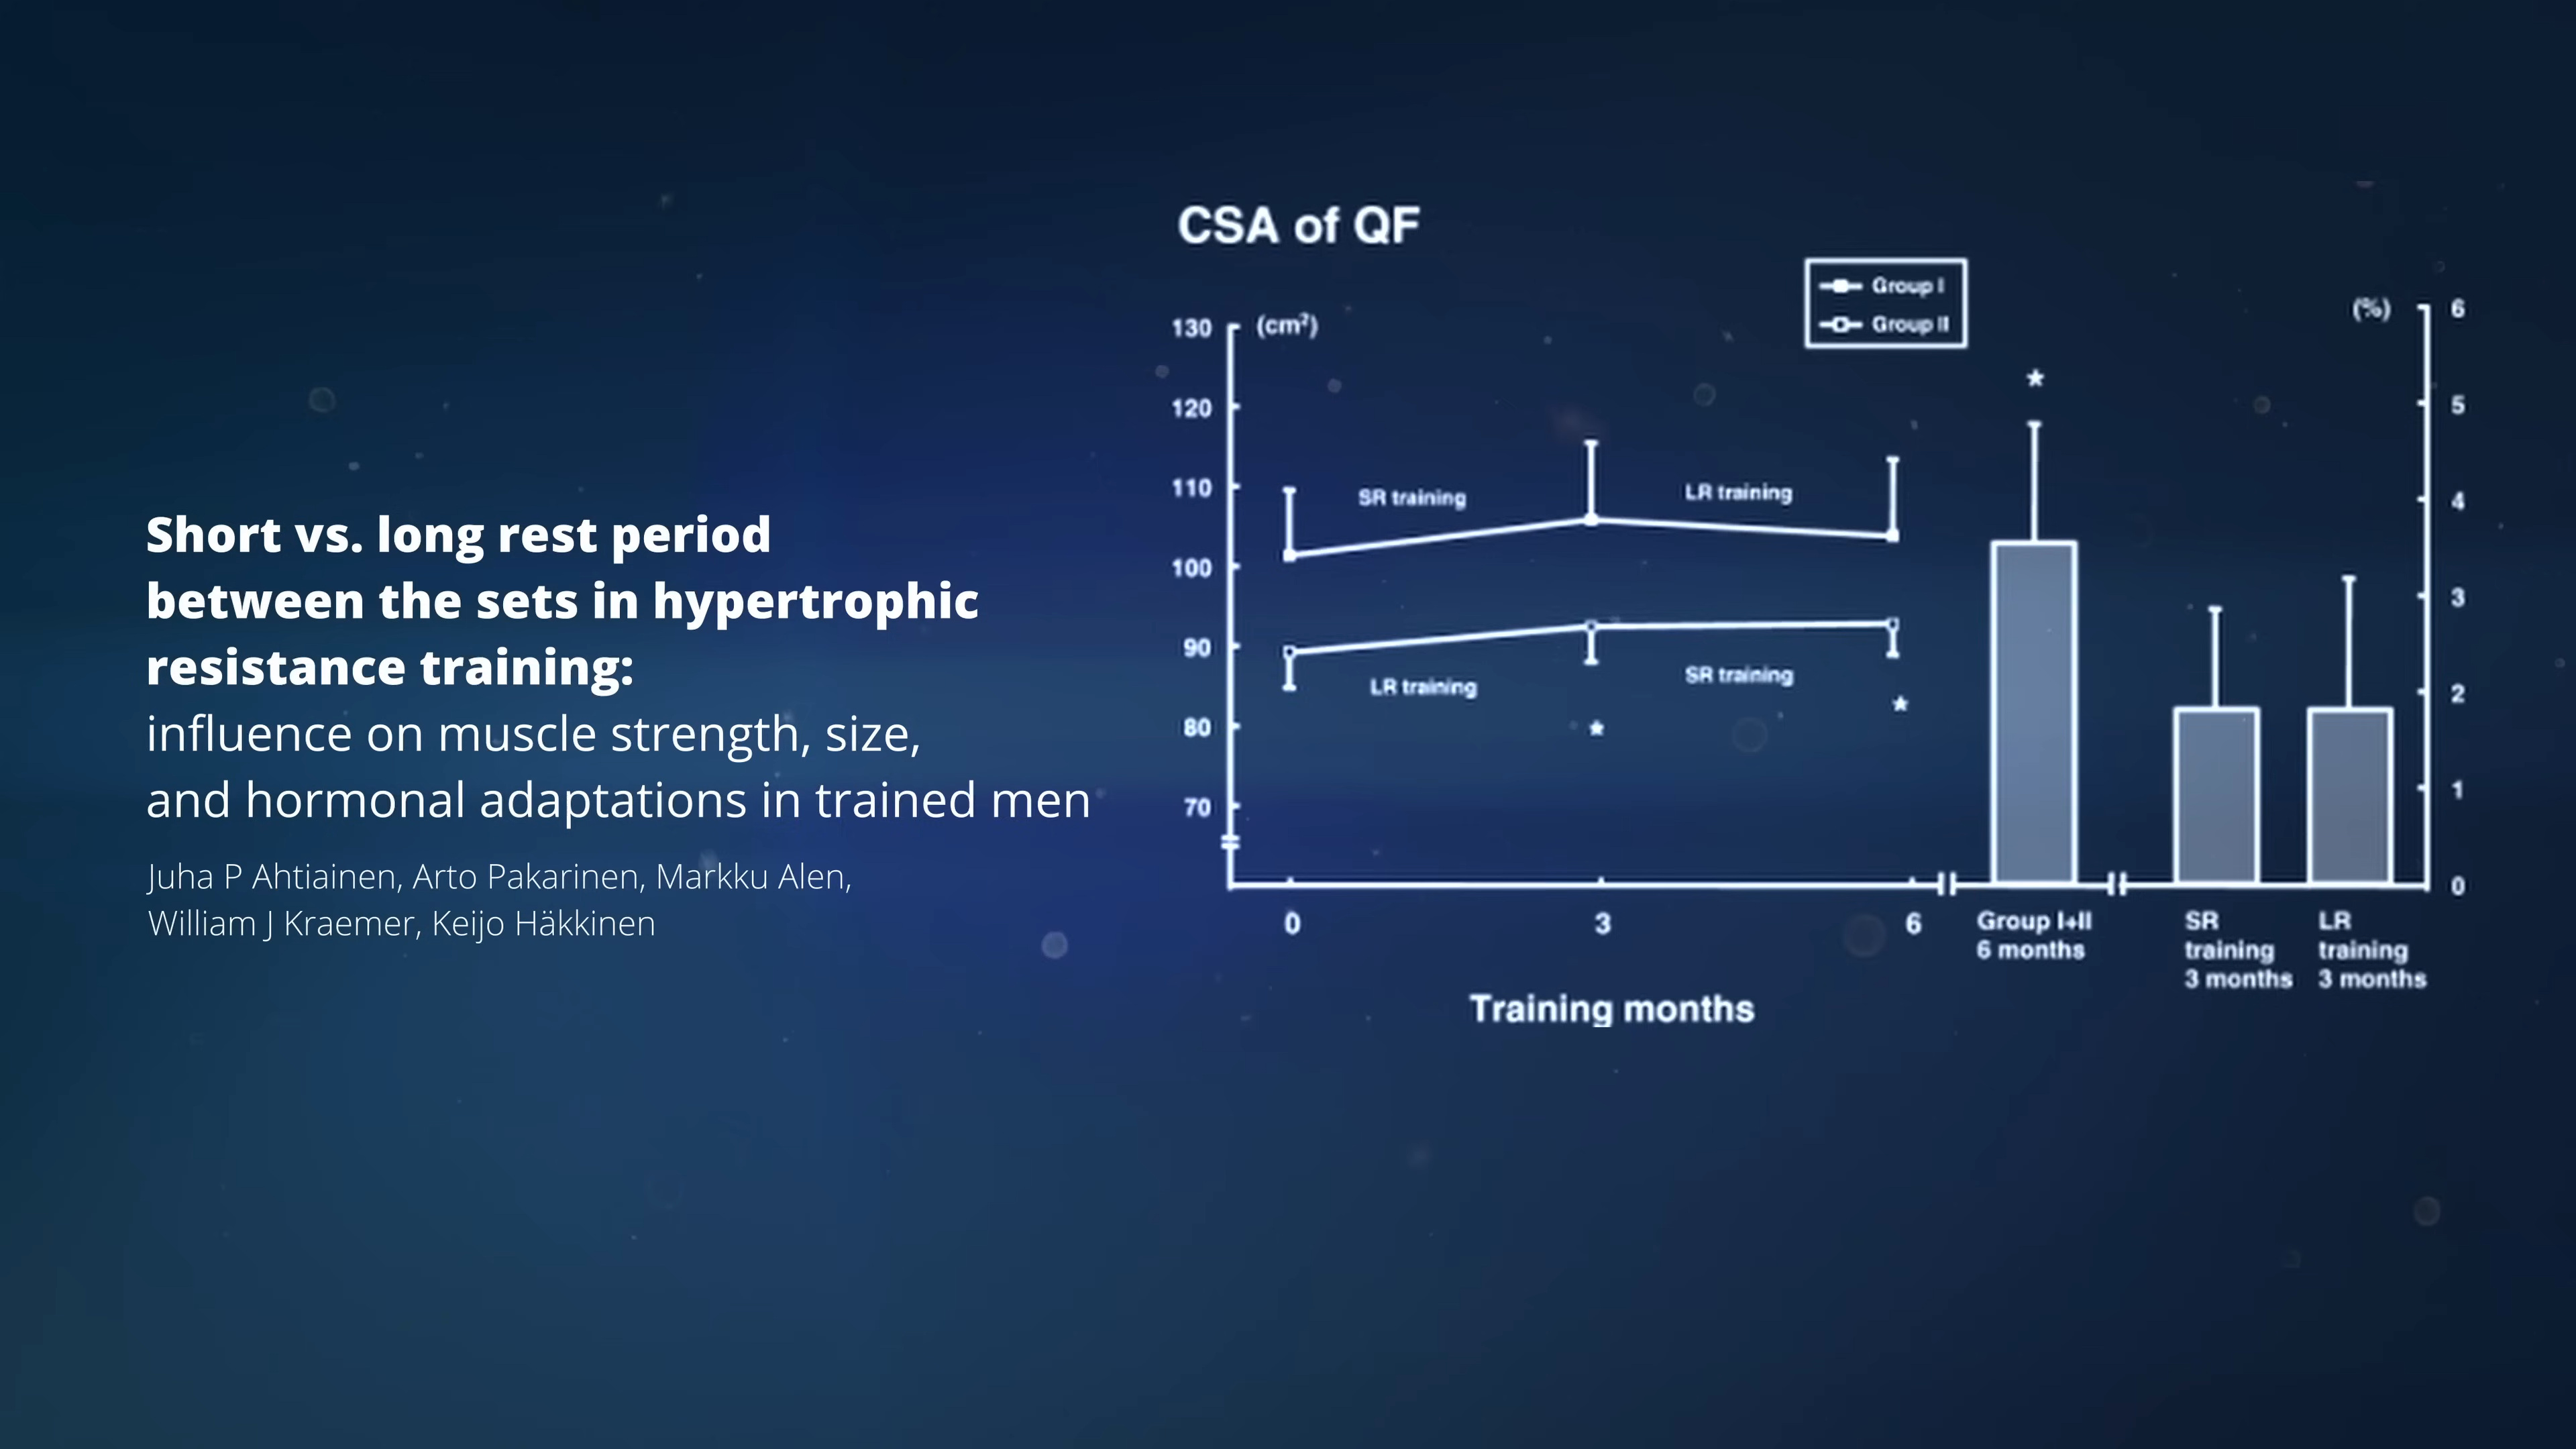 Short vs. long rest period
between the sets in hypertrophic
resistance training:
influence on muscle strength, size,
and hormonal adaptations in trained men
Juha P Ahtiainen, Arto Pakarinen, Markku Alen,
William J Kraemer, Keijo Häkkinen
CSA of QF
Group I
Group II
(cm²)
130
120
110
100
90
80
70
SR training
LR training
LR training
SR training
0
3
6
Training months
(%)
6
5
4
3
2
1
0
Group I+II
6 months
SR
training
3 months
LR
training
3 months